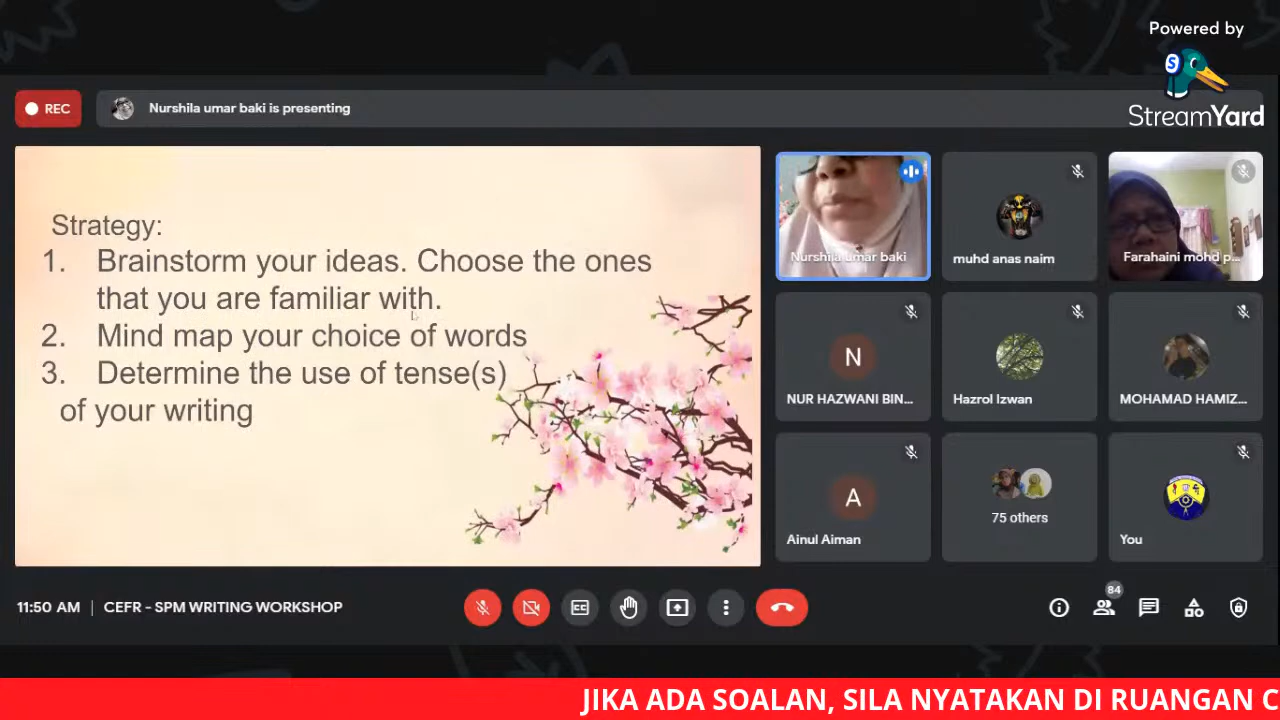 Powered by
StreamYard
REC
Nurshila umar baki is presenting
Strategy:
1. Brainstorm your ideas. Choose the ones
that you are familiar with.
2. Mind map your choice of words
3. Determine the use of tense(s)
of your writing
Nurshila umar baki
muhd anas naim
Farahaini mohd p...
N
NUR HAZWANI BIN...
Hazrol Izwan
MOHAMAD HAMIZ...
A
Ainul Aiman
75 others
You
11:50 AM | CEFR - SPM WRITING WORKSHOP
84
JIKA ADA SOALAN, SILA NYATAKAN DI RUANGAN C